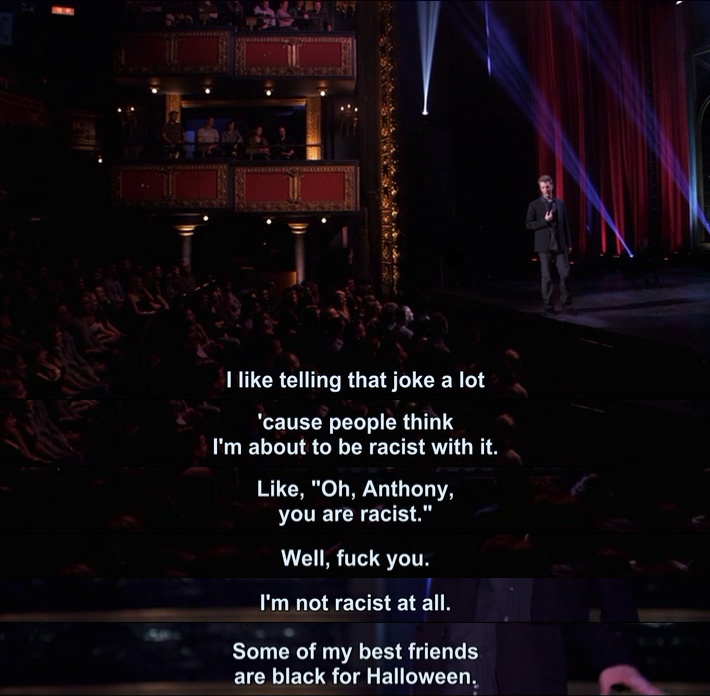 I like telling that joke a lot
'cause people think
I'm about to be racist with it.
Like, "Oh, Anthony,
you are racist."
Well, fuck you.
I'm not racist at all.
Some of my best friends
are black for Halloween.